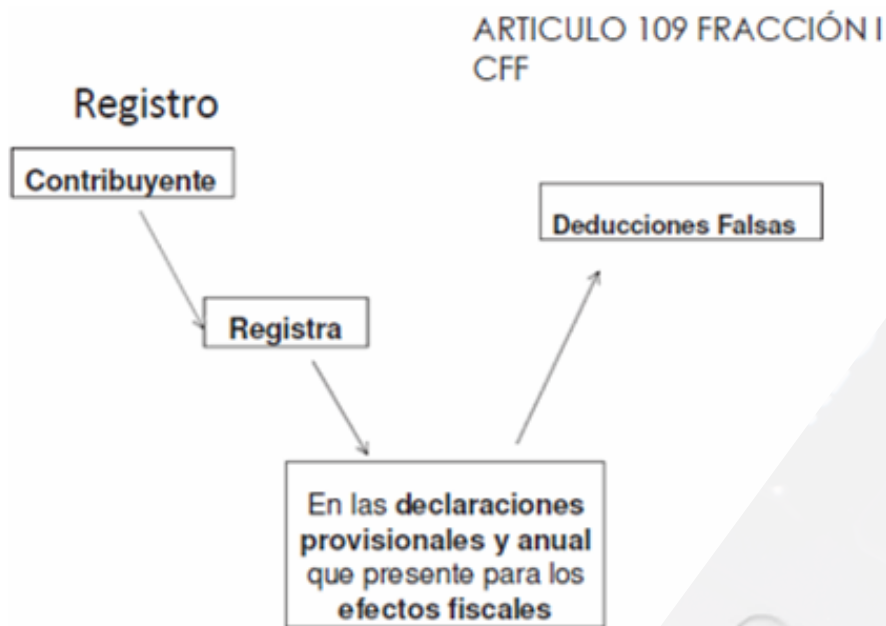 ARTICULO 109 FRACCIÓN I
CFF
Registro
Contribuyente
Deducciones Falsas
Registra
En las declaraciones
provisionales y anual
que presente para los
efectos fiscales